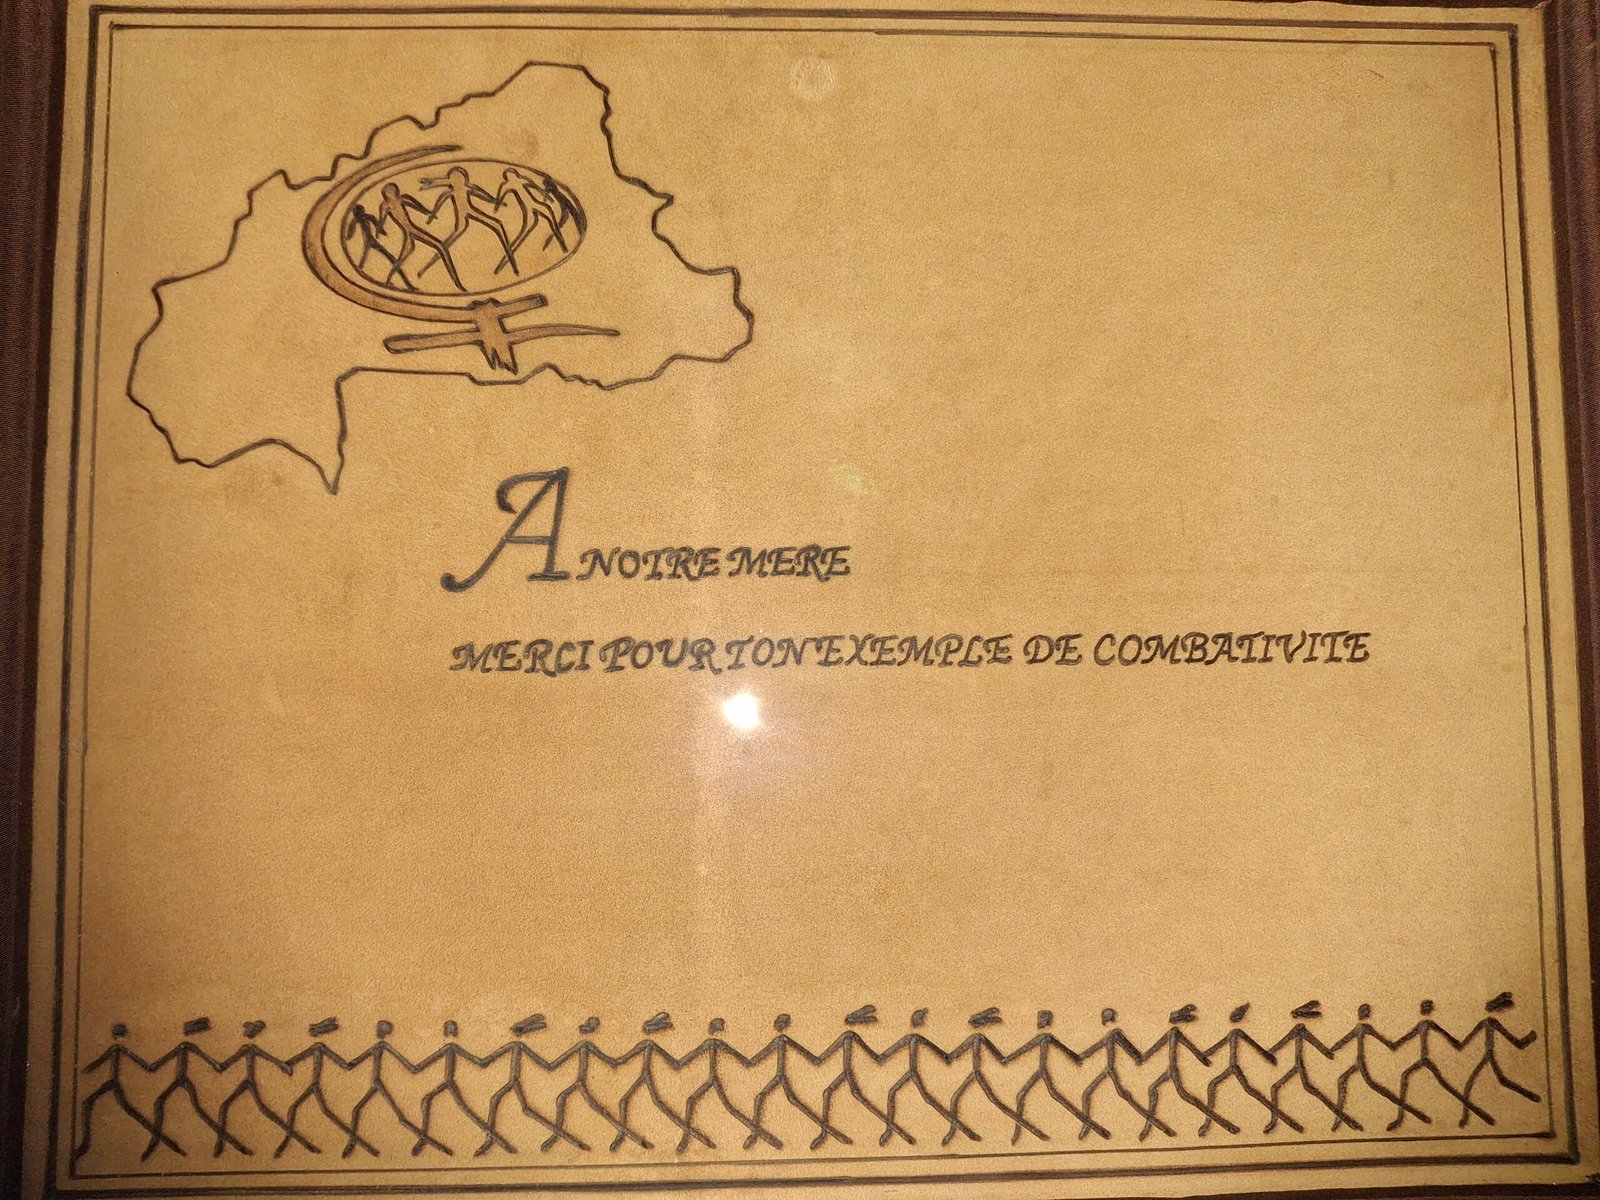 A NOTRE MERE
MERCI POUR TON EXEMPLE DE COMBATIVITE